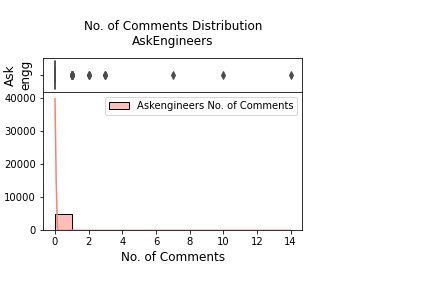 No. of Comments Distribution
AskEngineers
Ask
engg
40000
30000
20000
10000
0
Askengineers No. of Comments
0 2 4 6 8 10 12 14
No. of Comments